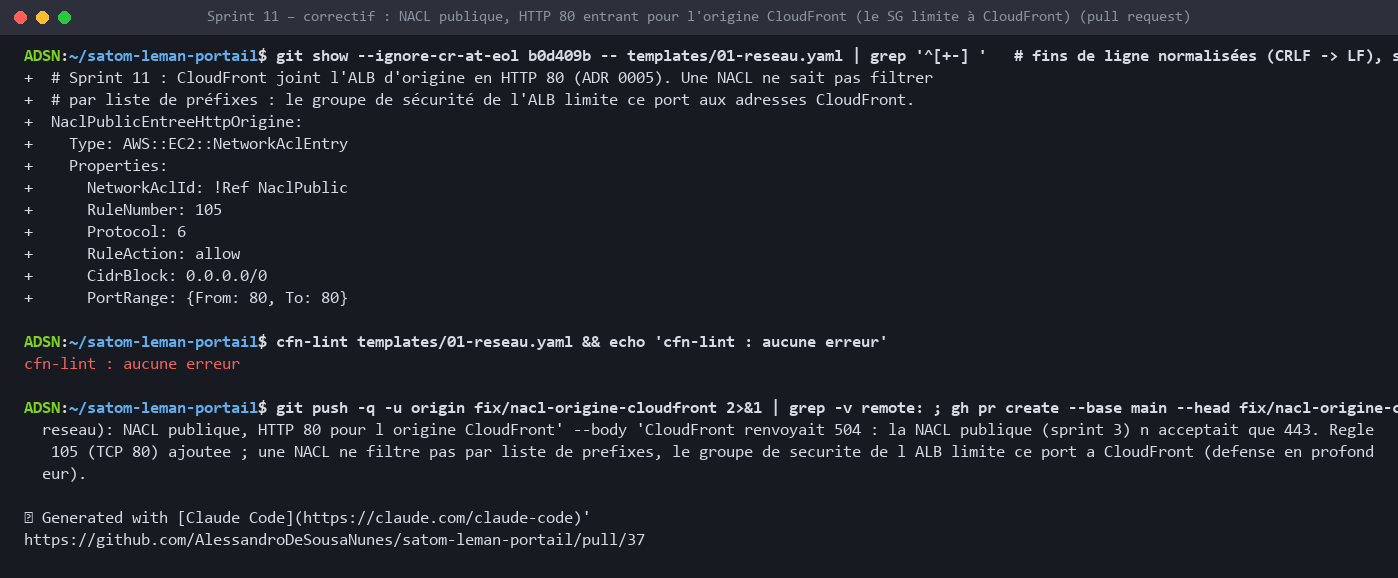 Sprint 11 – correctif : NACL publique, HTTP 80 entrant pour l'origine CloudFront (le SG limite à CloudFront) (pull request)
ADSN:~/satom-leman-portail$ git show --ignore-cr-at-eol b0d409b -- templates/01-reseau.yaml | grep '^[+-] '   # fins de ligne normalisées (CRLF -> LF), s
+  # Sprint 11 : CloudFront joint l'ALB d'origine en HTTP 80 (ADR 0005). Une NACL ne sait pas filtrer
+  # par liste de préfixes : le groupe de sécurité de l'ALB limite ce port aux adresses CloudFront.
+  NaclPublicEntreeHttpOrigine:
+    Type: AWS::EC2::NetworkAclEntry
+    Properties:
+      NetworkAclId: !Ref NaclPublic
+      RuleNumber: 105
+      Protocol: 6
+      RuleAction: allow
+      CidrBlock: 0.0.0.0/0
+      PortRange: {From: 80, To: 80}
ADSN:~/satom-leman-portail$ cfn-lint templates/01-reseau.yaml && echo 'cfn-lint : aucune erreur'
cfn-lint : aucune erreur
ADSN:~/satom-leman-portail$ git push -q -u origin fix/nacl-origine-cloudfront 2>&1 | grep -v remote: ; gh pr create --base main --head fix/nacl-origine-c
reseau): NACL publique, HTTP 80 pour l origine CloudFront' --body 'CloudFront renvoyait 504 : la NACL publique (sprint 3) n acceptait que 443. Regle
105 (TCP 80) ajoutee ; une NACL ne filtre pas par liste de prefixes, le groupe de securite de l ALB limite ce port a CloudFront (defense en profond
eur).
Generated with [Claude Code](https://claude.com/claude-code)'
https://github.com/AlessandroDeSousaNunes/satom-leman-portail/pull/37